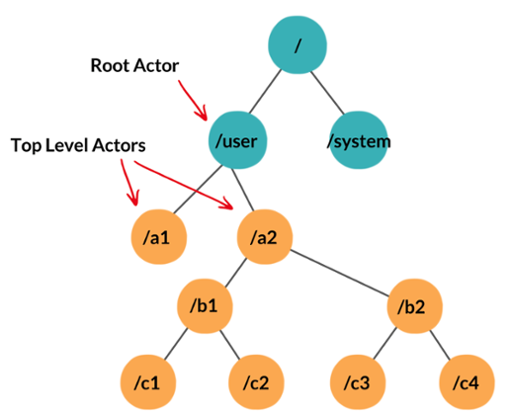 /
Root Actor
/user
/system
Top Level Actors
/a1
/a2
/b1
/b2
/c1
/c2
/c3
/c4